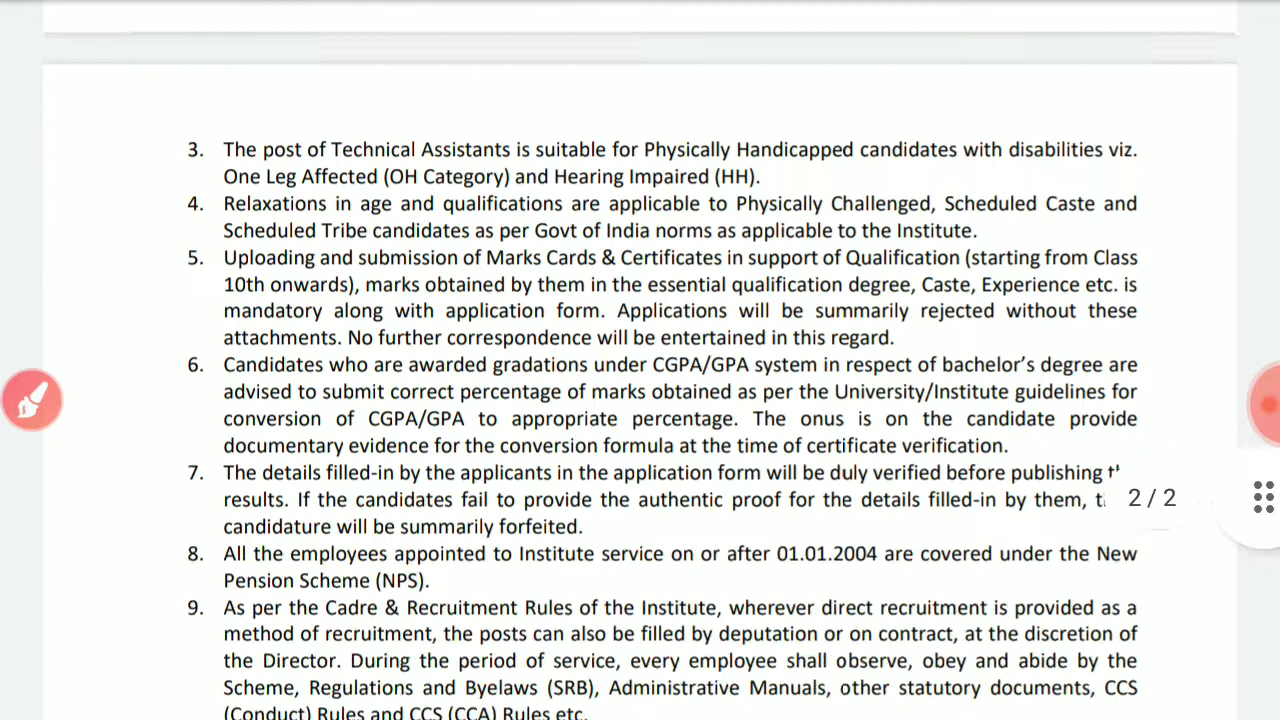 3. The post of Technical Assistants is suitable for Physically Handicapped candidates with disabilities viz.
One Leg Affected (OH Category) and Hearing Impaired (HH).
4. Relaxations in age and qualifications are applicable to Physically Challenged, Scheduled Caste and
Scheduled Tribe candidates as per Govt of India norms as applicable to the Institute.
5. Uploading and submission of Marks Cards & Certificates in support of Qualification (starting from Class
10th onwards), marks obtained by them in the essential qualification degree, Caste, Experience etc. is
mandatory along with application form. Applications will be summarily rejected without these
attachments. No further correspondence will be entertained in this regard.
6. Candidates who are awarded gradations under CGPA/GPA system in respect of bachelor's degree are
advised to submit correct percentage of marks obtained as per the University/Institute guidelines for
conversion of CGPA/GPA to appropriate percentage. The onus is on the candidate provide
documentary evidence for the conversion formula at the time of certificate verification.
7. The details filled-in by the applicants in the application form will be duly verified before publishing
results. If the candidates fail to provide the authentic proof for the details filled-in by them,
2 / 2
candidature will be summarily forfeited.
8. All the employees appointed to Institute service on or after 01.01.2004 are covered under the New
Pension Scheme (NPS).
9. As per the Cadre & Recruitment Rules of the Institute, wherever direct recruitment is provided as a
method of recruitment, the posts can also be filled by deputation or on contract, at the discretion of
the Director. During the period of service, every employee shall observe, obey and abide by the
Scheme, Regulations and Byelaws (SRB), Administrative Manuals, other statutory documents, CCS
(Conduct) Rules and CCS (CCA) Rules etc.